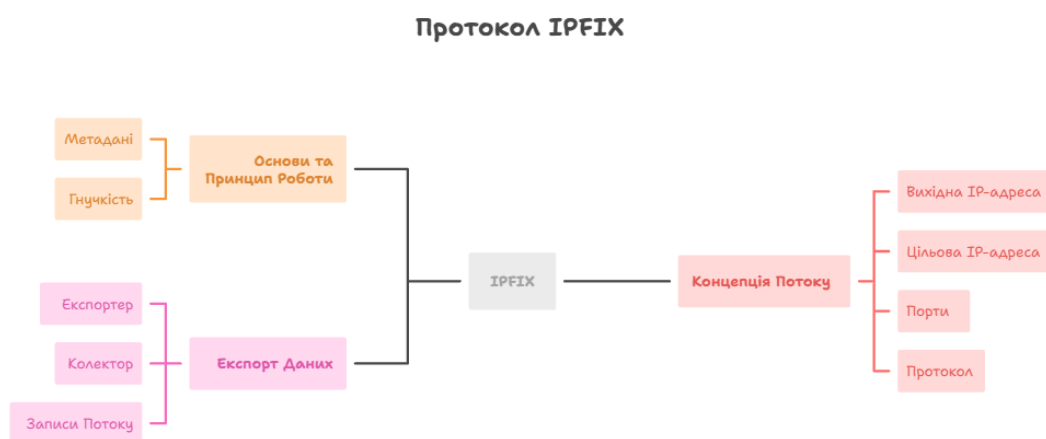 Протокол IPFIX
Метадані
Гнучкість
Основи та
Принцип Роботи
Експортер
Колектор
Записи Потоку
Експорт Даних
IPFIX
Концепція Потоку
Вихідна IP-адреса
Цільова IP-адреса
Порти
Протокол